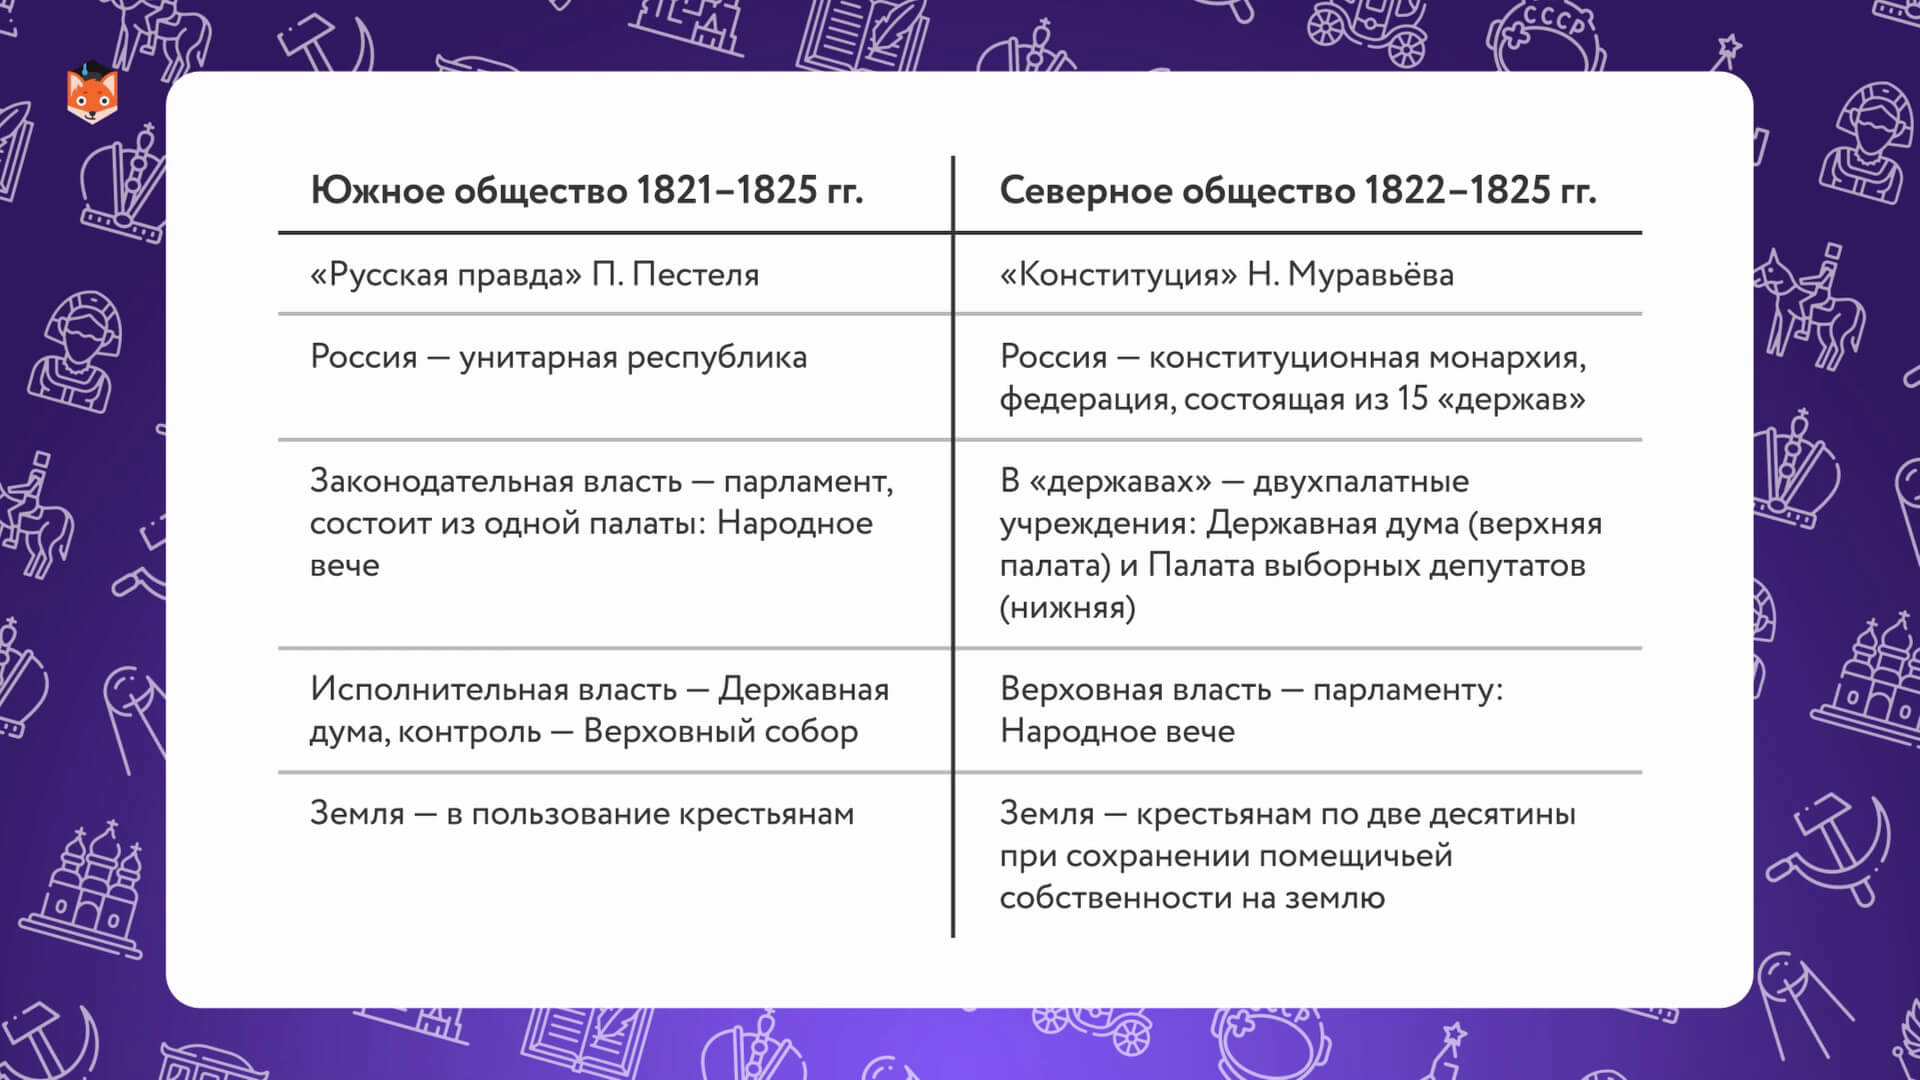 Южное общество 1821–1825 гг.
Северное общество 1822–1825 гг.
«Русская правда» П. Пестеля
«Конституция» Н. Муравьёва
Россия — унитарная республика
Россия — конституционная монархия,
федерация, состоящая из 15 «держав»
Законодательная власть — парламент,
состоит из одной палаты: Народное
вече
В «державах» — двухпалатные
учреждения: Державная дума (верхняя
палата) и Палата выборных депутатов
(нижняя)
Исполнительная власть — Державная
дума, контроль — Верховный собор
Верховная власть — парламенту:
Народное вече
Земля — в пользование крестьянам
Земля — крестьянам по две десятины
при сохранении помещичьей
собственности на землю
СССР
СССР